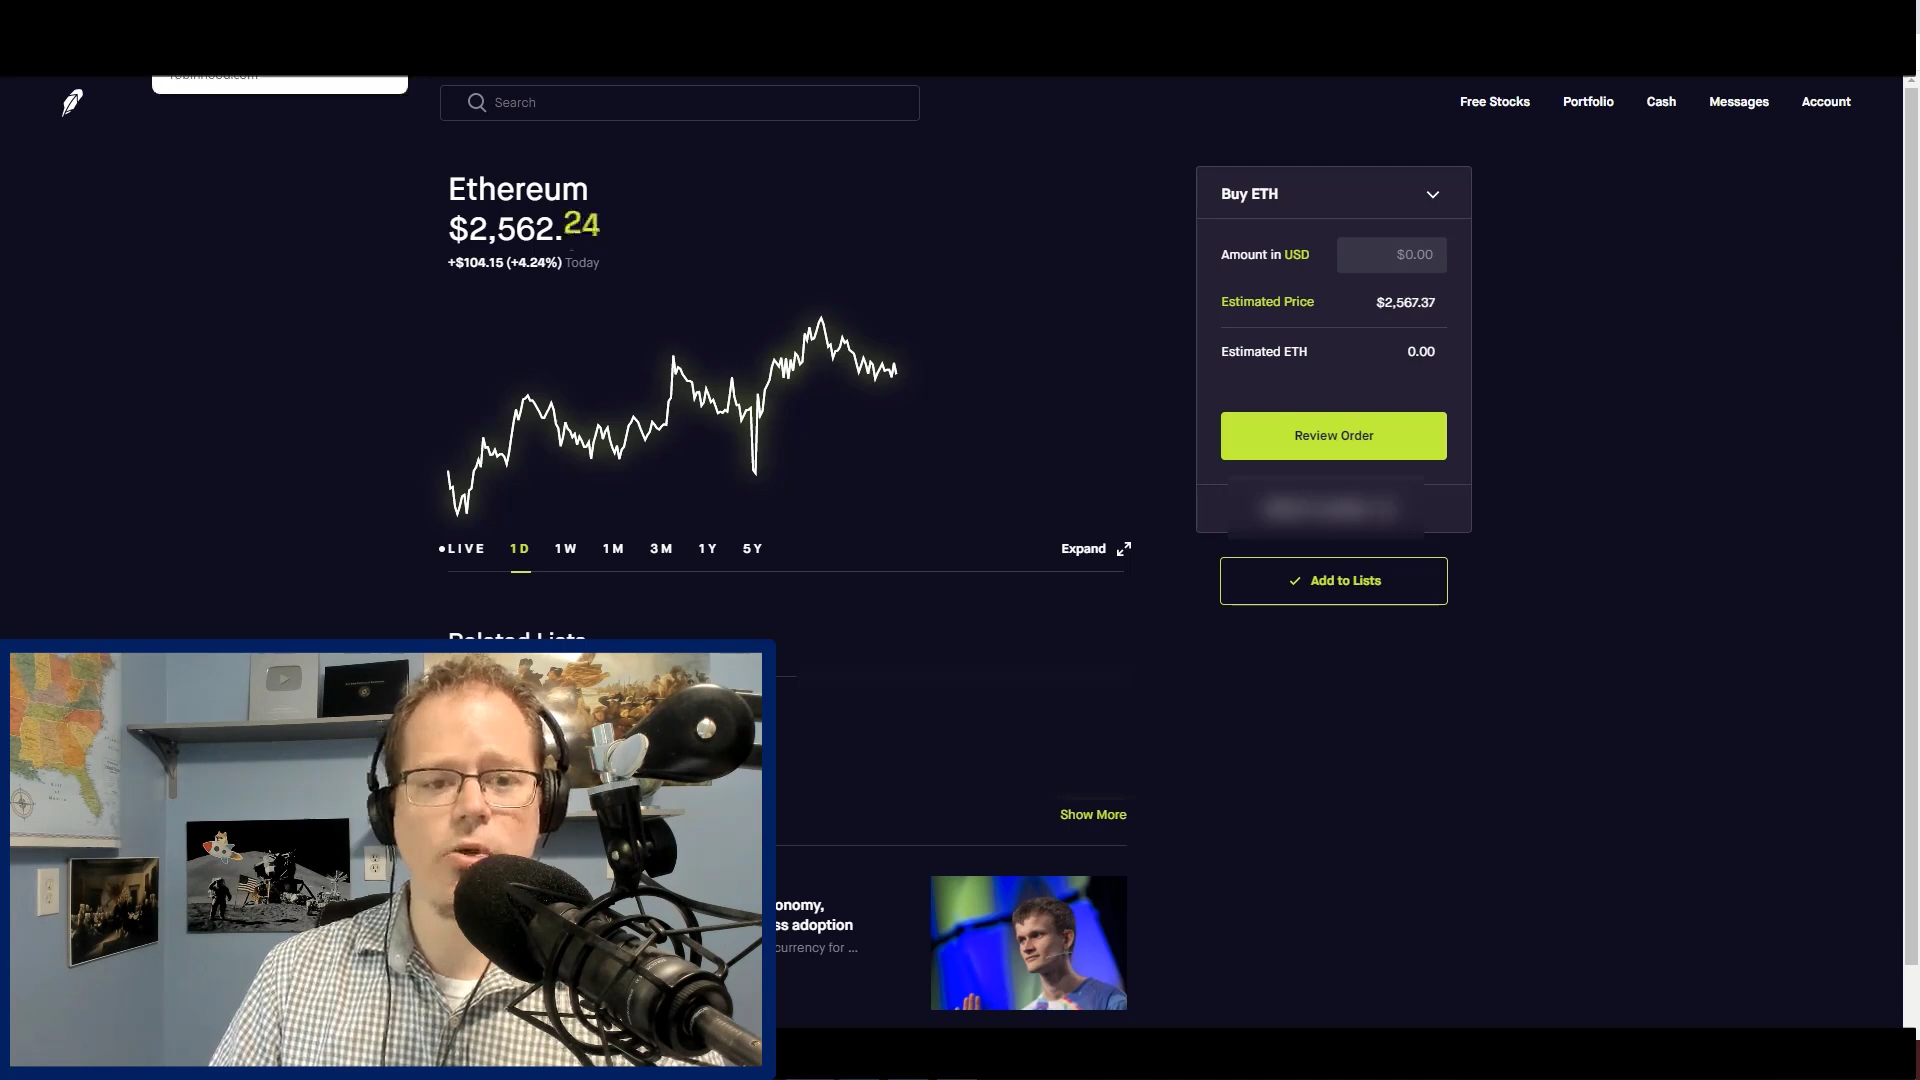 Search
Free Stocks
Portfolio
Cash
Messages
Account
Ethereum
$2,562.24
+$104.15 (+4.24%) Today
LIVE
1D
1W
1M
3M
1Y
5Y
Expand
Buy ETH
Amount in USD
$0.00
Estimated Price
$2,567.37
Estimated ETH
0.00
Review Order
Add to Lists
Related Lists
Show More
onomy,
ss adoption
currency for ...